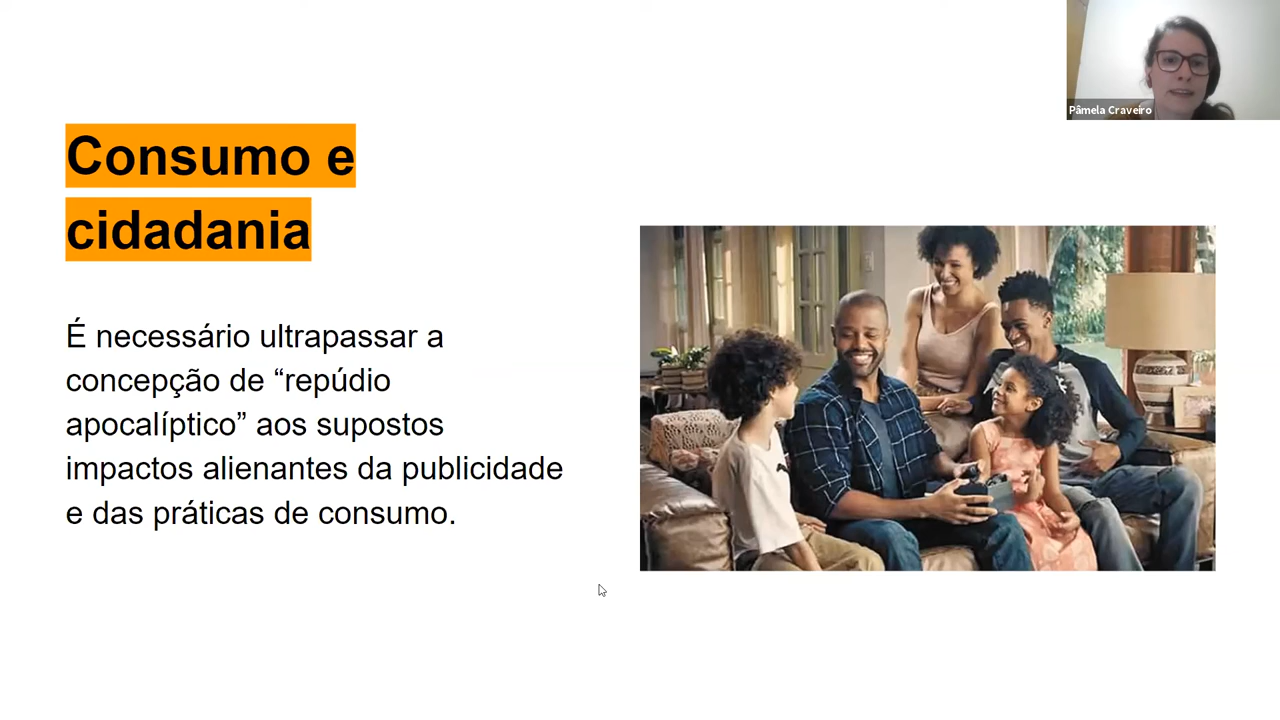 Pâmela Craveiro
Consumo e
cidadania
É necessário ultrapassar a
concepção de “repúdio
apocalíptico” aos supostos
impactos alienantes da publicidade
e das práticas de consumo.